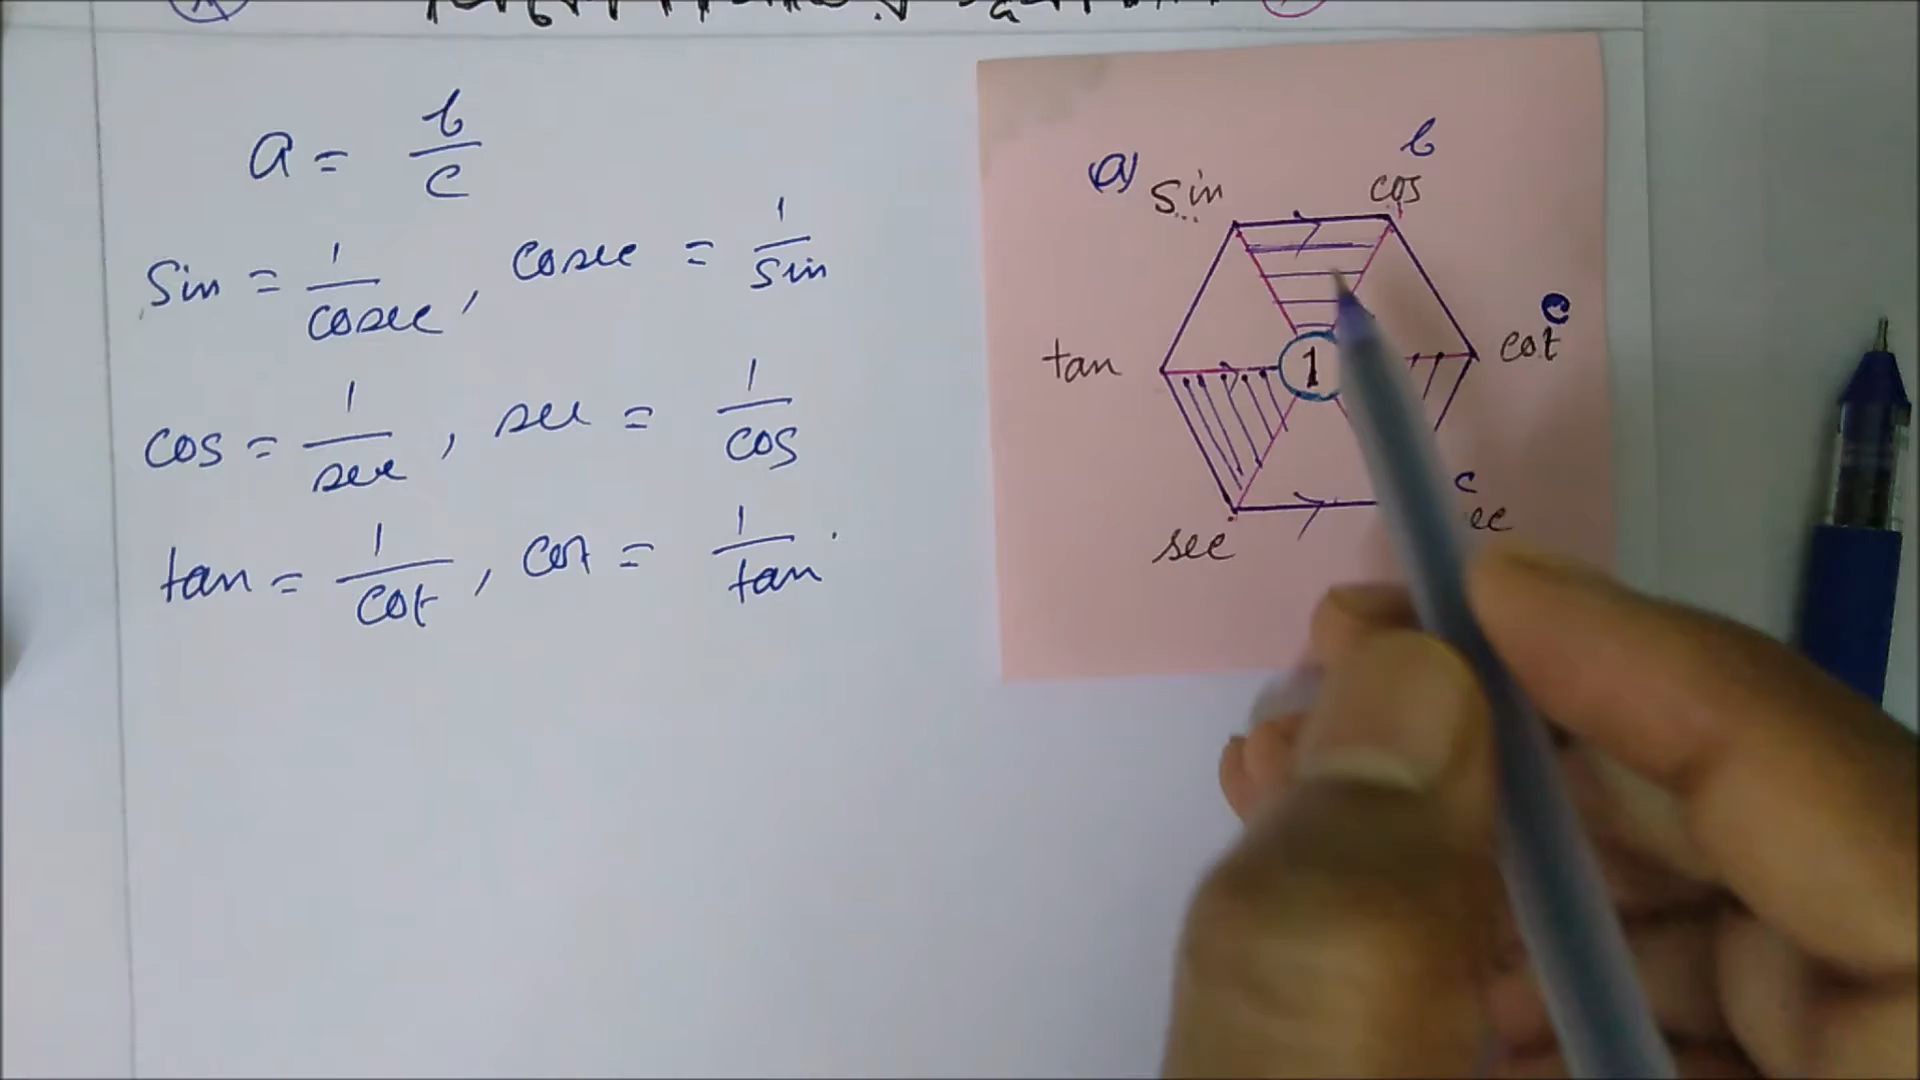 a = b/c
Sin = 1/cosec, cosec = 1/sin
cos = 1/sec, sec = 1/cos
tan = 1/cot, cot = 1/tan
a) b
Sin cos
c
tan 1 cot
c
sec ec